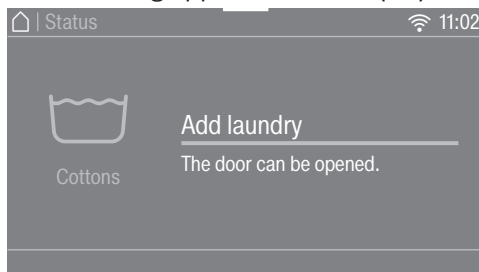 | Status 11:02
Add laundry
The door can be opened.
Cottons